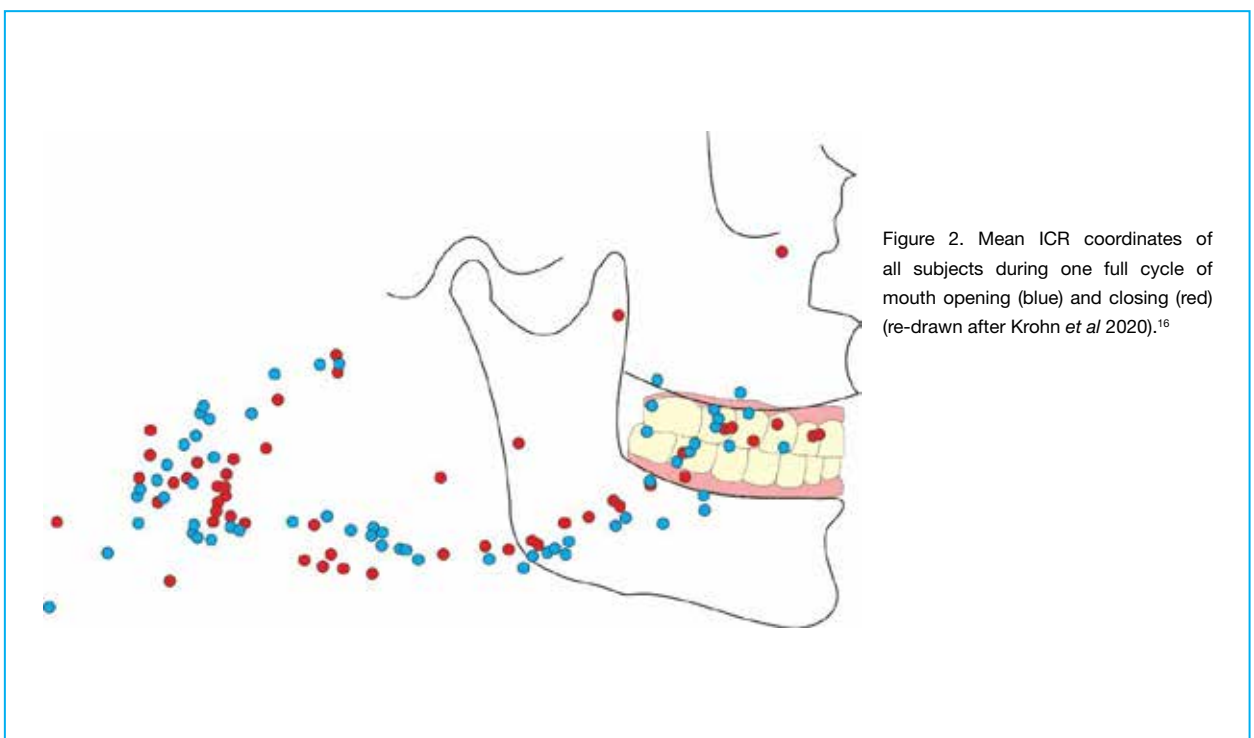 Figure 2. Mean ICR coordinates of
all subjects during one full cycle of
mouth opening (blue) and closing (red)
(re-drawn after Krohn et al 2020).16